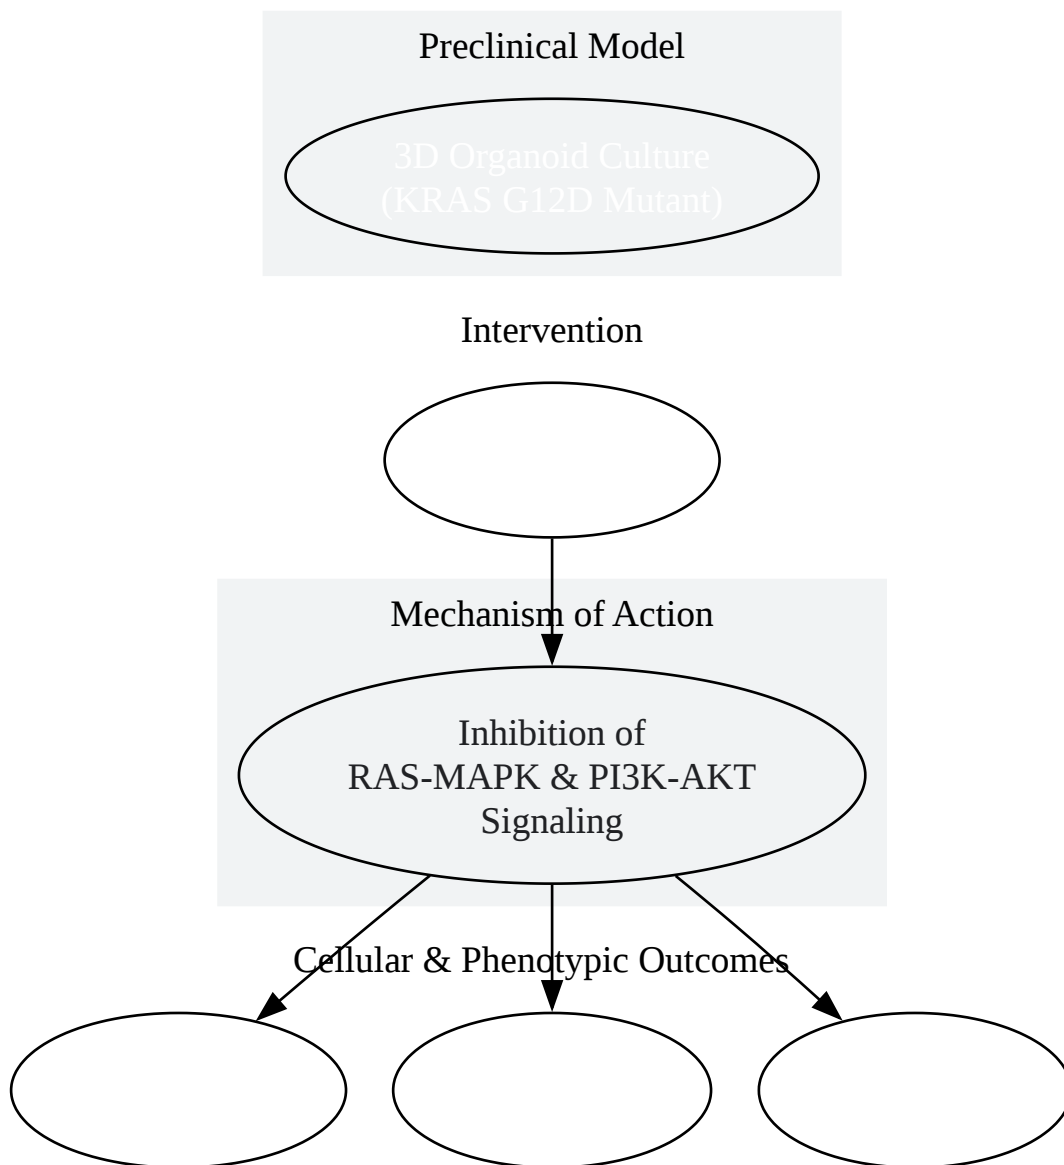 Preclinical Model
3D Organoid Culture
(KRAS G12D Mutant)
Intervention
Mechanism of Action
Inhibition of
RAS-MAPK & PI3K-AKT
Signaling
Cellular & Phenotypic Outcomes